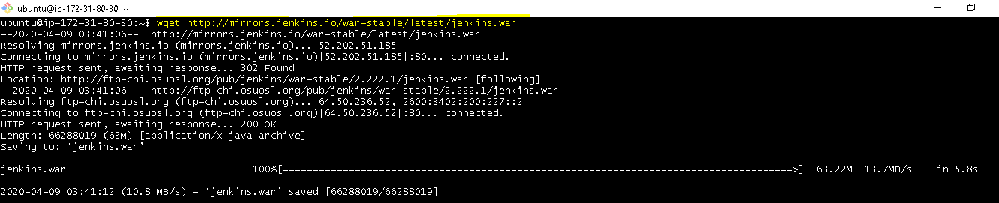 ubuntu@ip-172-31-80-30: ~
ubuntu@ip-172-31-80-30:~$ wget http://mirrors.jenkins.io/war-stable/latest/jenkins.war
--2020-04-09 03:41:06--  http://mirrors.jenkins.io/war-stable/latest/jenkins.war
Resolving mirrors.jenkins.io (mirrors.jenkins.io)... 52.202.51.185
Connecting to mirrors.jenkins.io (mirrors.jenkins.io)|52.202.51.185|:80... connected.
HTTP request sent, awaiting response... 302 Found
Location: http://ftp-chi.osuosl.org/pub/jenkins/war-stable/2.222.1/jenkins.war [following]
--2020-04-09 03:41:06--  http://ftp-chi.osuosl.org/pub/jenkins/war-stable/2.222.1/jenkins.war
Resolving ftp-chi.osuosl.org (ftp-chi.osuosl.org)... 64.50.236.52, 2600:3402:200:227::2
Connecting to ftp-chi.osuosl.org (ftp-chi.osuosl.org)|64.50.236.52|:80... connected.
HTTP request sent, awaiting response... 200 OK
Length: 66288019 (63M) [application/x-java-archive]
Saving to: ‘jenkins.war’
jenkins.war 100%[=====================================================================================>] 63.22M 13.7MB/s in 5.8s
2020-04-09 03:41:12 (10.8 MB/s) - ‘jenkins.war’ saved [66288019/66288019]